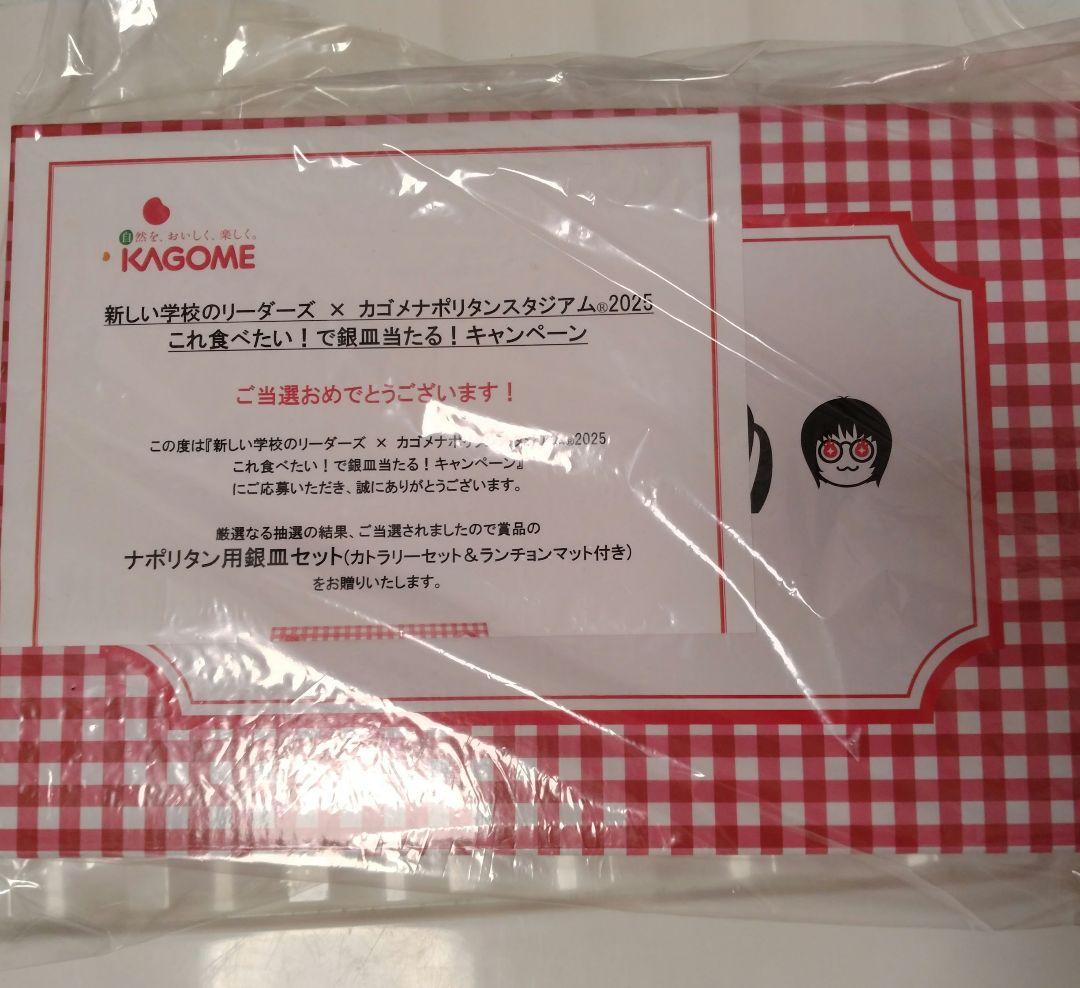 自然を、おいしく、楽しく。
KAGOME
新しい学校のリーダーズ × カゴメナポリタンスタジアム®2025
これ食べたい！で銀皿当たる！キャンペーン
ご当選おめでとうございます！
この度は『新しい学校のリーダーズ × カゴメナポリタンスタジアム®2025
これ食べたい！で銀皿当たる！キャンペーン』
にご応募いただき、誠にありがとうございます。
厳選なる抽選の結果、ご当選されましたので賞品の
ナポリタン用銀皿セット(カトラリーセット＆ランチョンマット付き)
をお贈りいたします。